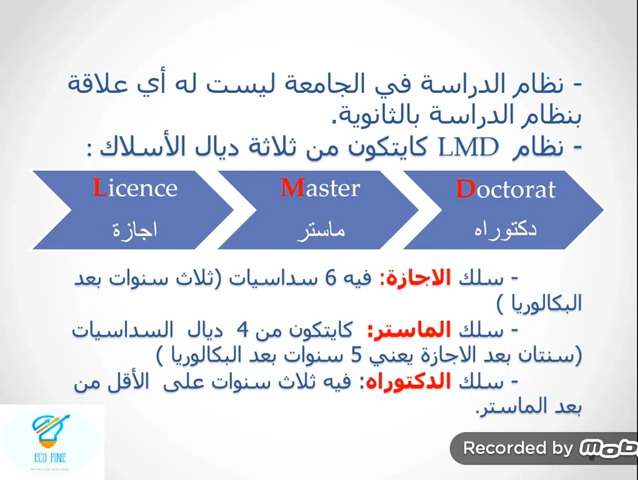 - نظام الدراسة في الجامعة ليست له أي علاقة
بنظام الدراسة بالثانوية.
- نظام LMD كايتكون من ثلاثة ديال الأسلاك :
Licence Master Doctorat
اجازة ماستر دكتوراه
- سلك الاجازة: فيه 6 سداسيات (ثلاث سنوات بعد
البكالوريا )
- سلك الماستر: كايتكون من 4 ديال السداسيات
(سنتان بعد الاجازة يعني 5 سنوات بعد البكالوريا )
- سلك الدكتوراه: فيه ثلاث سنوات على الأقل من
بعد الماستر.
ECO FINE
Recorded by mob